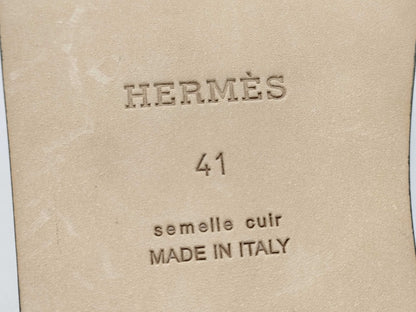 HERMÈS
41
semelle cuir
MADE IN ITALY